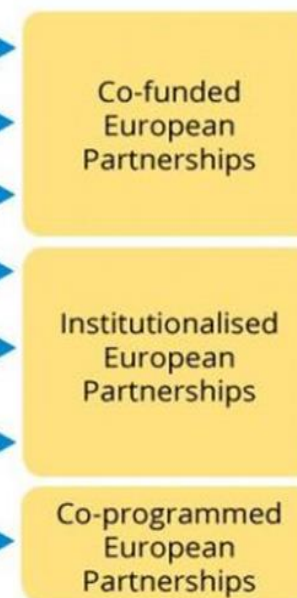 Co-funded
European
Partnerships
Institutionalised
European
Partnerships
Co-programmed
European
Partnerships